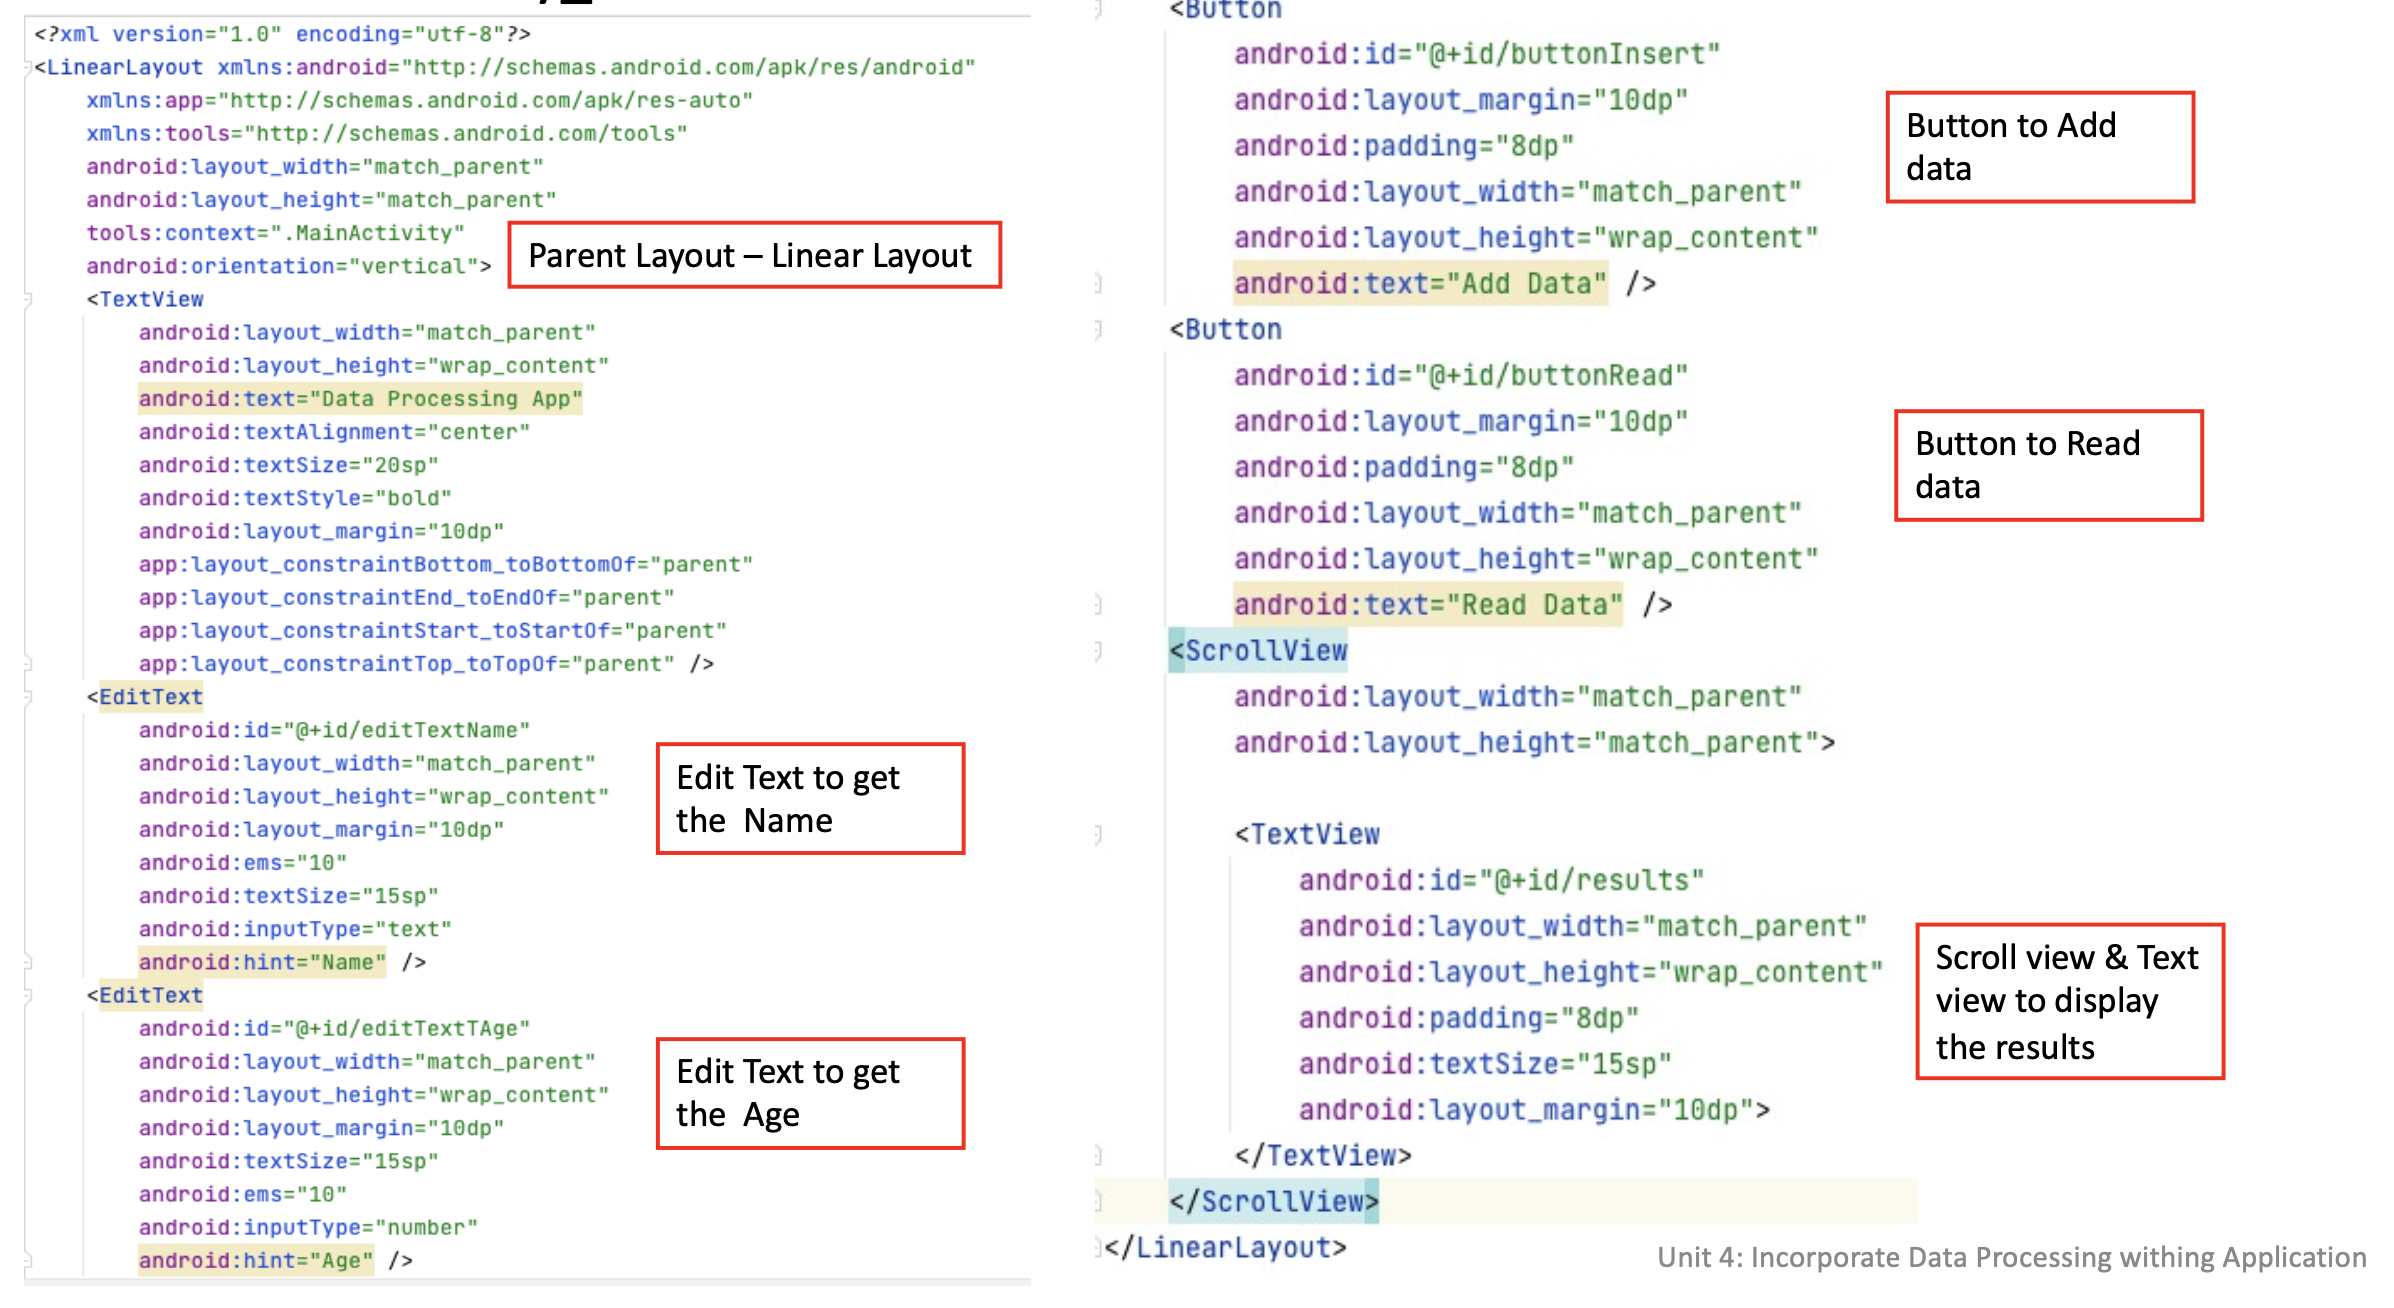 <?xml version="1.0" encoding="utf-8"?>
<LinearLayout xmlns:android="http://schemas.android.com/apk/res/android"
xmlns:app="http://schemas.android.com/apk/res-auto"
xmlns:tools="http://schemas.android.com/tools"
android:layout_width="match_parent"
android:layout_height="match_parent"
tools:context=".MainActivity"
android:orientation="vertical">
Parent Layout – Linear Layout
<TextView
android:layout_width="match_parent"
android:layout_height="wrap_content"
android:text="Data Processing App"
android:textAlignment="center"
android:textSize="20sp"
android:textStyle="bold"
android:layout_margin="10dp"
app:layout_constraintBottom_toBottomOf="parent"
app:layout_constraintEnd_toEndOf="parent"
app:layout_constraintStart_toStartOf="parent"
app:layout_constraintTop_toTopOf="parent" />
<EditText
android:id="@+id/editTextName"
android:layout_width="match_parent"
android:layout_height="wrap_content"
android:layout_margin="10dp"
android:ems="10"
android:textSize="15sp"
android:inputType="text"
android:hint="Name" />
Edit Text to get
the Name
<EditText
android:id="@+id/editTextTAge"
android:layout_width="match_parent"
android:layout_height="wrap_content"
android:layout_margin="10dp"
android:textSize="15sp"
android:ems="10"
android:inputType="number"
android:hint="Age" />
Edit Text to get
the Age
<Button
android:id="@+id/buttonInsert"
android:layout_margin="10dp"
android:padding="8dp"
android:layout_width="match_parent"
android:layout_height="wrap_content"
android:text="Add Data" />
Button to Add
data
<Button
android:id="@+id/buttonRead"
android:layout_margin="10dp"
android:padding="8dp"
android:layout_width="match_parent"
android:layout_height="wrap_content"
android:text="Read Data" />
Button to Read
data
<ScrollView
android:layout_width="match_parent"
android:layout_height="match_parent">
<TextView
android:id="@+id/results"
android:layout_width="match_parent"
android:layout_height="wrap_content"
android:padding="8dp"
android:textSize="15sp"
android:layout_margin="10dp">
</TextView>
</ScrollView>
</LinearLayout>
Scroll view & Text
view to display
the results
Unit 4: Incorporate Data Processing withing Application